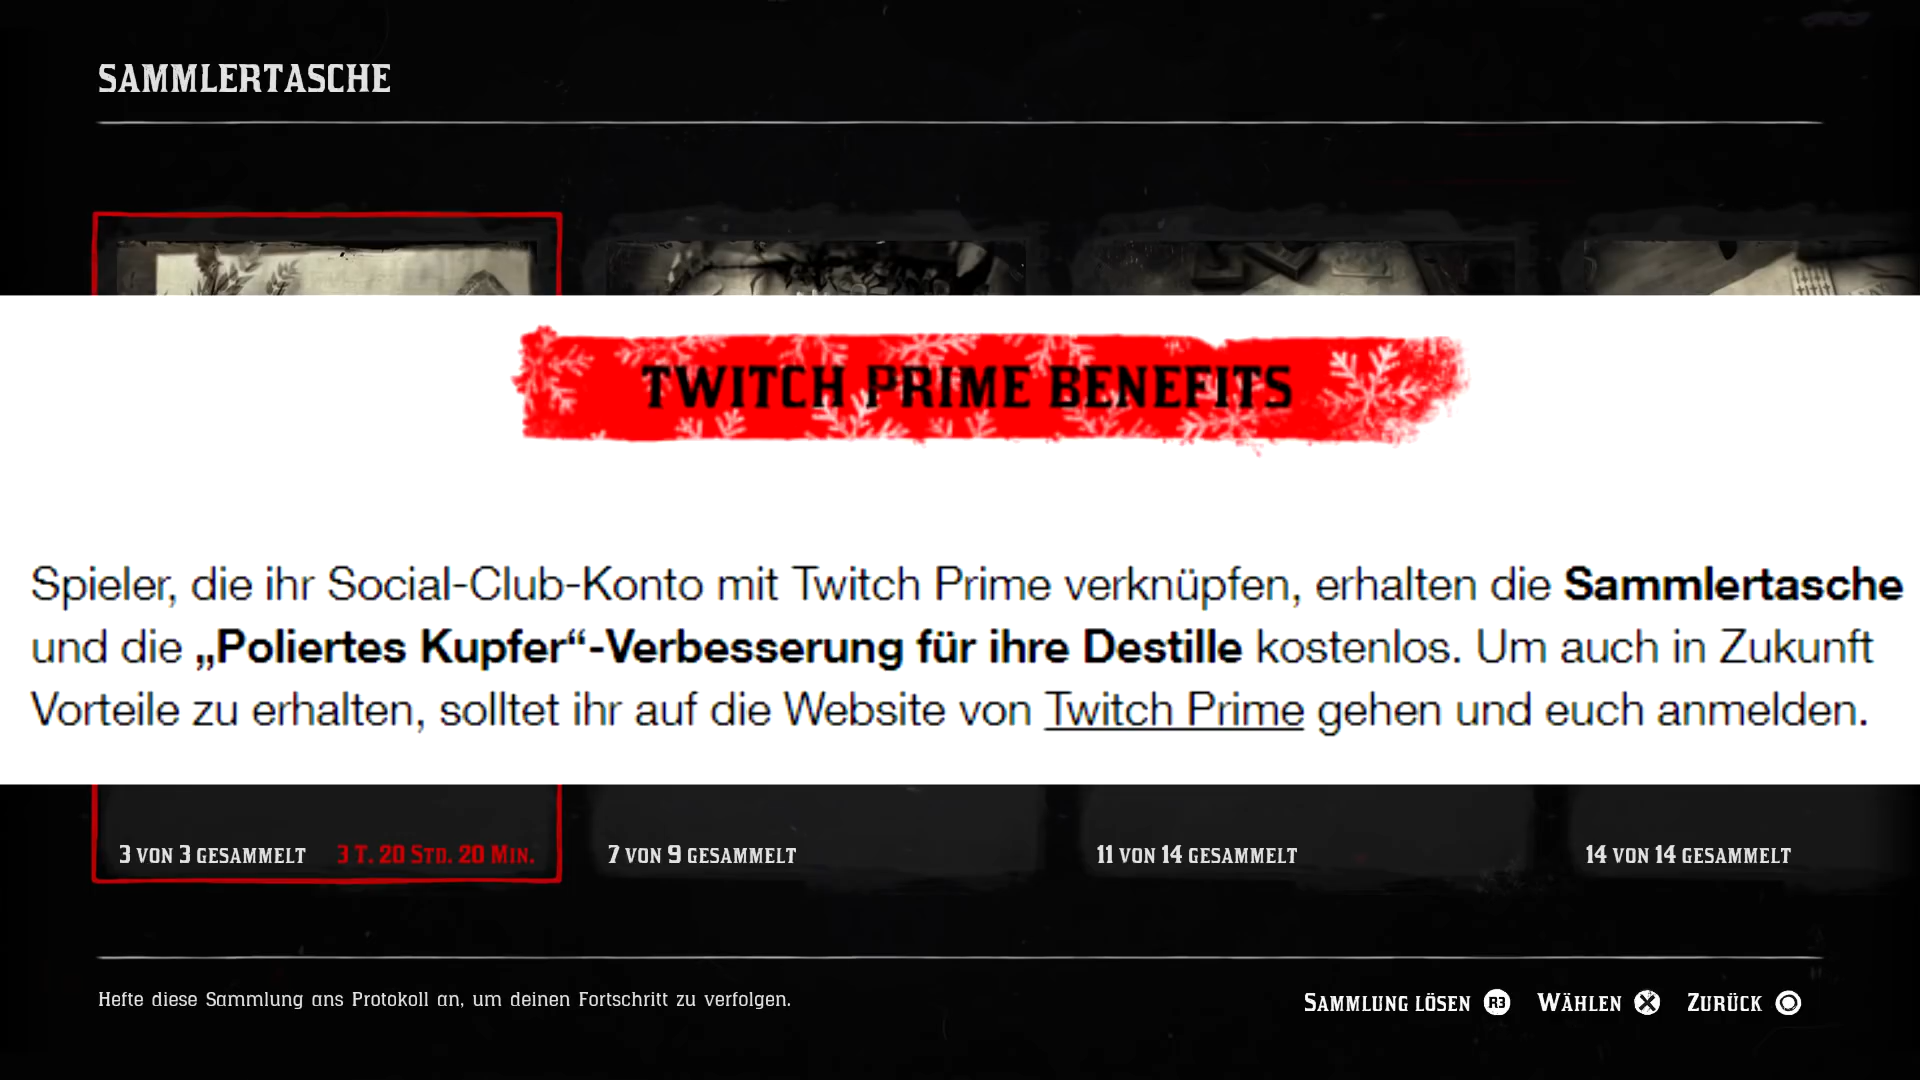 SAMMLERTASCHE
TWITCH PRIME BENEFITS
Spieler, die ihr Social-Club-Konto mit Twitch Prime verknüpfen, erhalten die Sammlertasche
und die „Poliertes Kupfer“-Verbesserung für ihre Destille kostenlos. Um auch in Zukunft
Vorteile zu erhalten, solltet ihr auf die Website von Twitch Prime gehen und euch anmelden.
3 VON 3 GESAMMELT 3 T. 20 STD. 20 MIN.
7 VON 9 GESAMMELT
11 VON 14 GESAMMELT
14 VON 14 GESAMMELT
Hefte diese Sammlung ans Protokoll an, um deinen Fortschritt zu verfolgen.
SAMMLUNG LÖSEN R3 WÄHLEN ZURÜCK